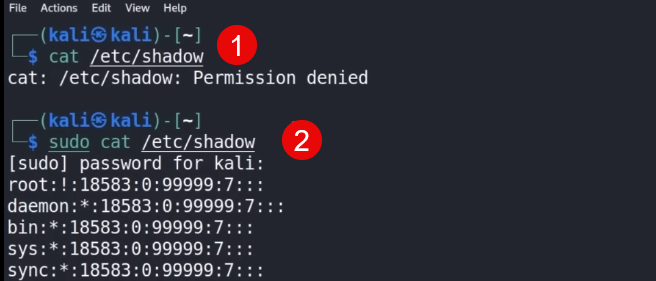 File Actions Edit View Help
┌──(kali㉿kali)-[~]
└─$ cat /etc/shadow
1
cat: /etc/shadow: Permission denied
┌──(kali㉿kali)-[~]
└─$ sudo cat /etc/shadow
2
[sudo] password for kali:
root:!:18583:0:99999:7:::
daemon:*:18583:0:99999:7:::
bin:*:18583:0:99999:7:::
sys:*:18583:0:99999:7:::
sync:*:18583:0:99999:7:::